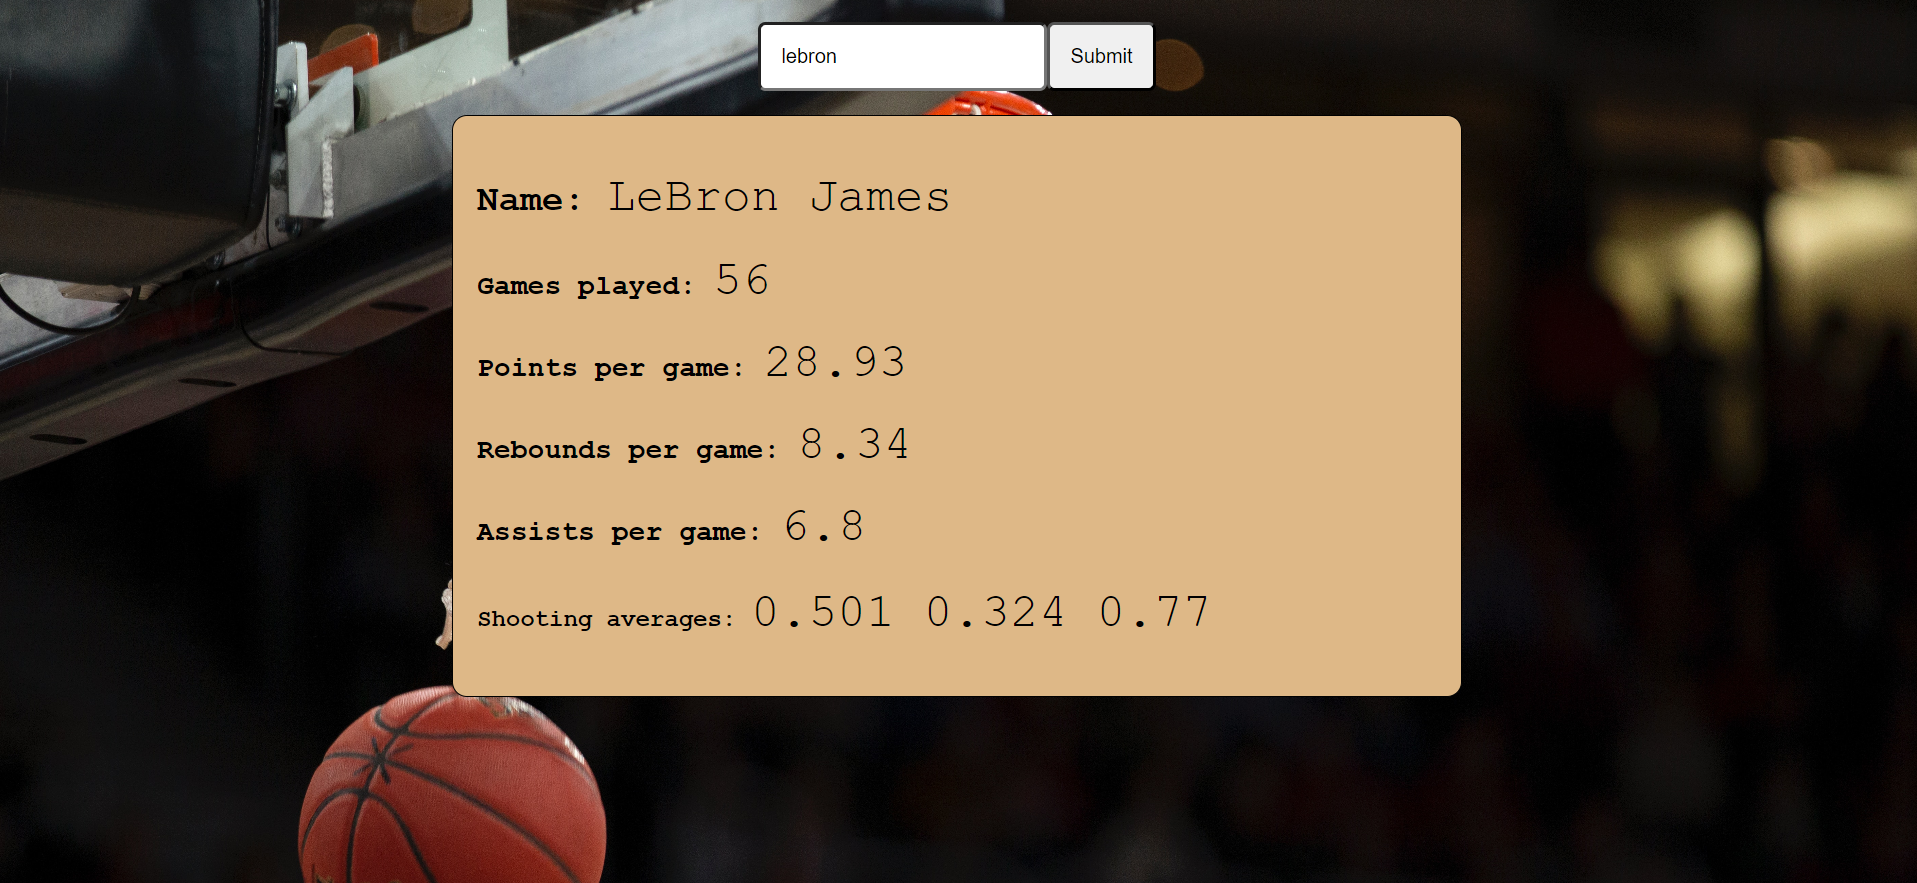 lebron Submit
Name: LeBron James
Games played: 56
Points per game: 28.93
Rebounds per game: 8.34
Assists per game: 6.8
Shooting averages: 0.501 0.324 0.77